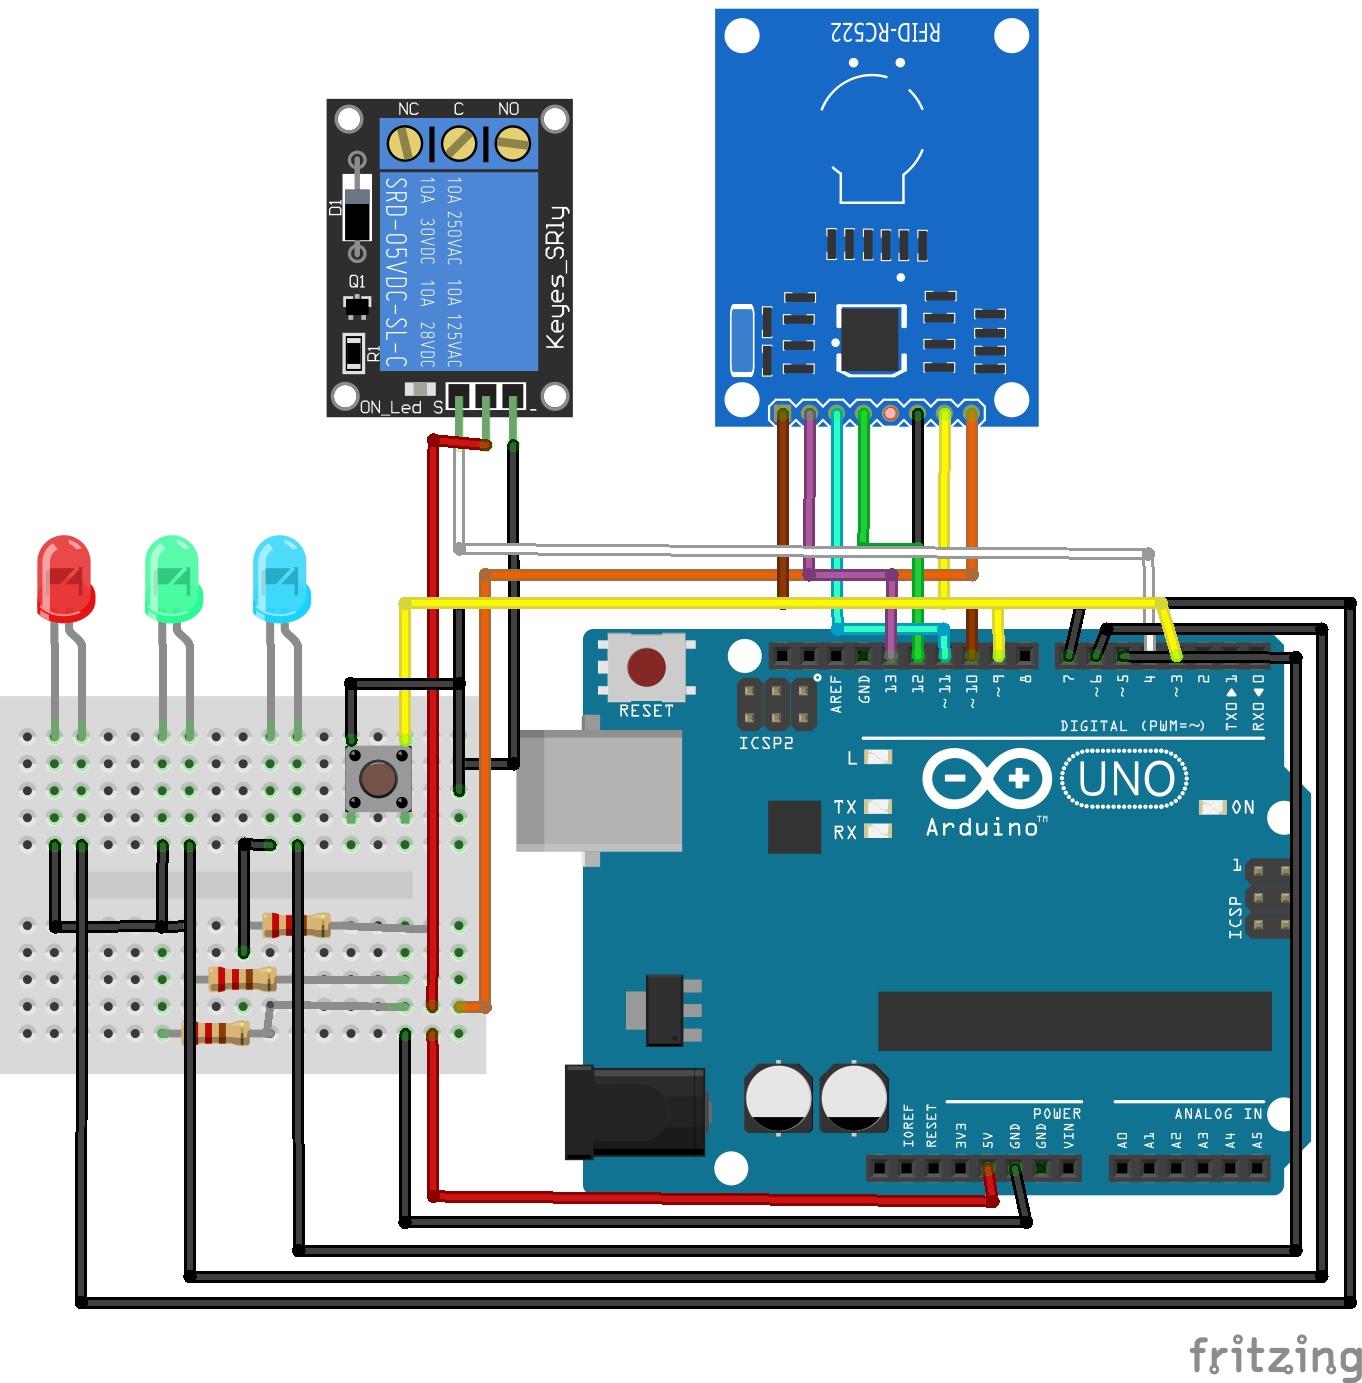 RFID-RC522
NC C NO
D1
SRD-05VDC-SL-C
10A 30VDC 10A 28VDC
10A 250VAC 10A 125VAC
Keyes_SRly
Q1
R1
ON_Led S -
RESET
ICSP2
AREF
GND
13
12
~11
~10
~9
8
7
~6
~5
4
~3
2
TX0 ▶ 1
RX0 ◀ 0
DIGITAL (PWM=~)
L
TX
RX
UNO
Arduino™
ON
1
ICSP
IOREF
RESET
3V3
5V
GND
GND
VIN
POWER
ANALOG IN
A0
A1
A2
A3
A4
A5
fritzing